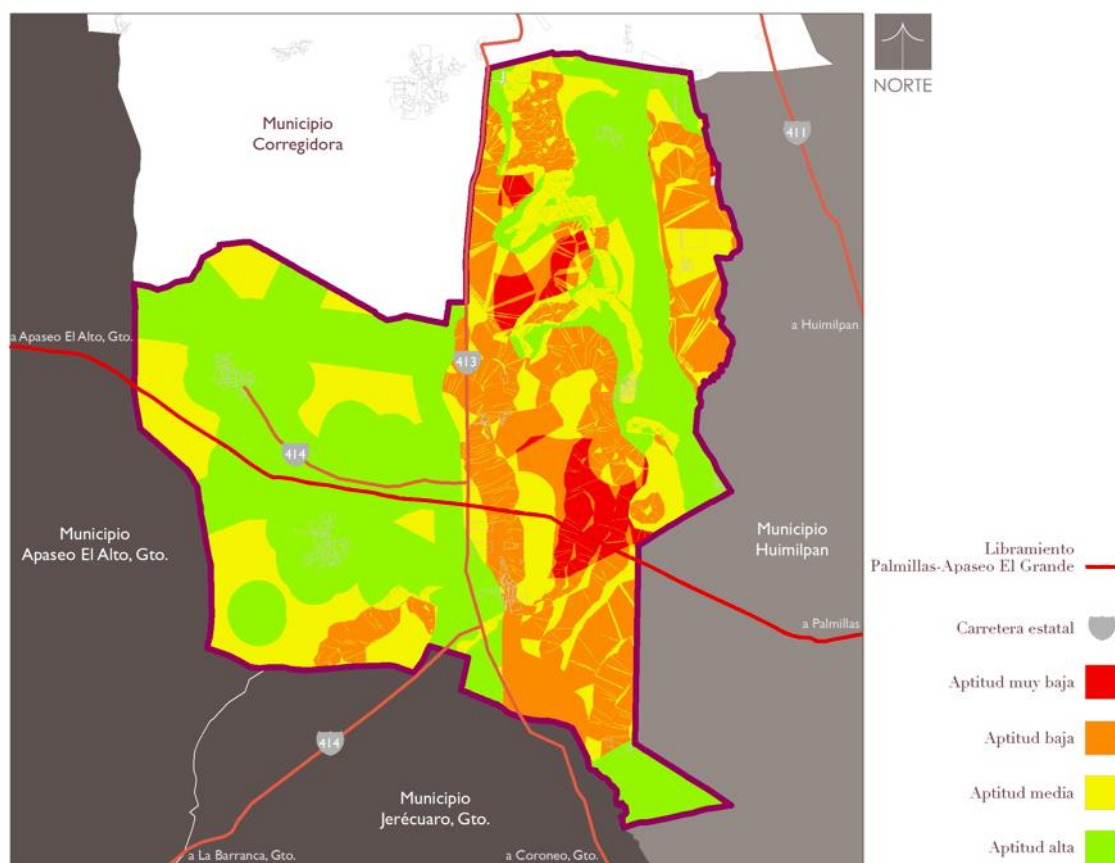 NORTE
Municipio
Corregidora
411
a Huimilpan
a Apaseo El Alto, Gto.
413
414
Municipio
Apaseo El Alto, Gto.
Municipio
Huimilpan
a Palmillas
414
Municipio
Jerécuaro, Gto.
a La Barranca, Gto.
a Coroneo, Gto.
Libramiento
Palmillas-Apaseo El Grande
Carretera estatal
Aptitud muy baja
Aptitud baja
Aptitud media
Aptitud alta